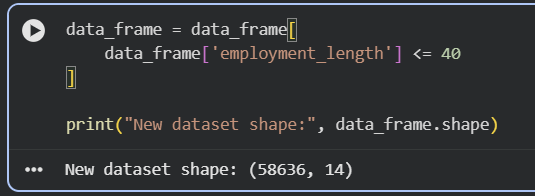 data_frame = data_frame[
    data_frame['employment_length'] <= 40
]
print("New dataset shape:", data_frame.shape)
New dataset shape: (58636, 14)